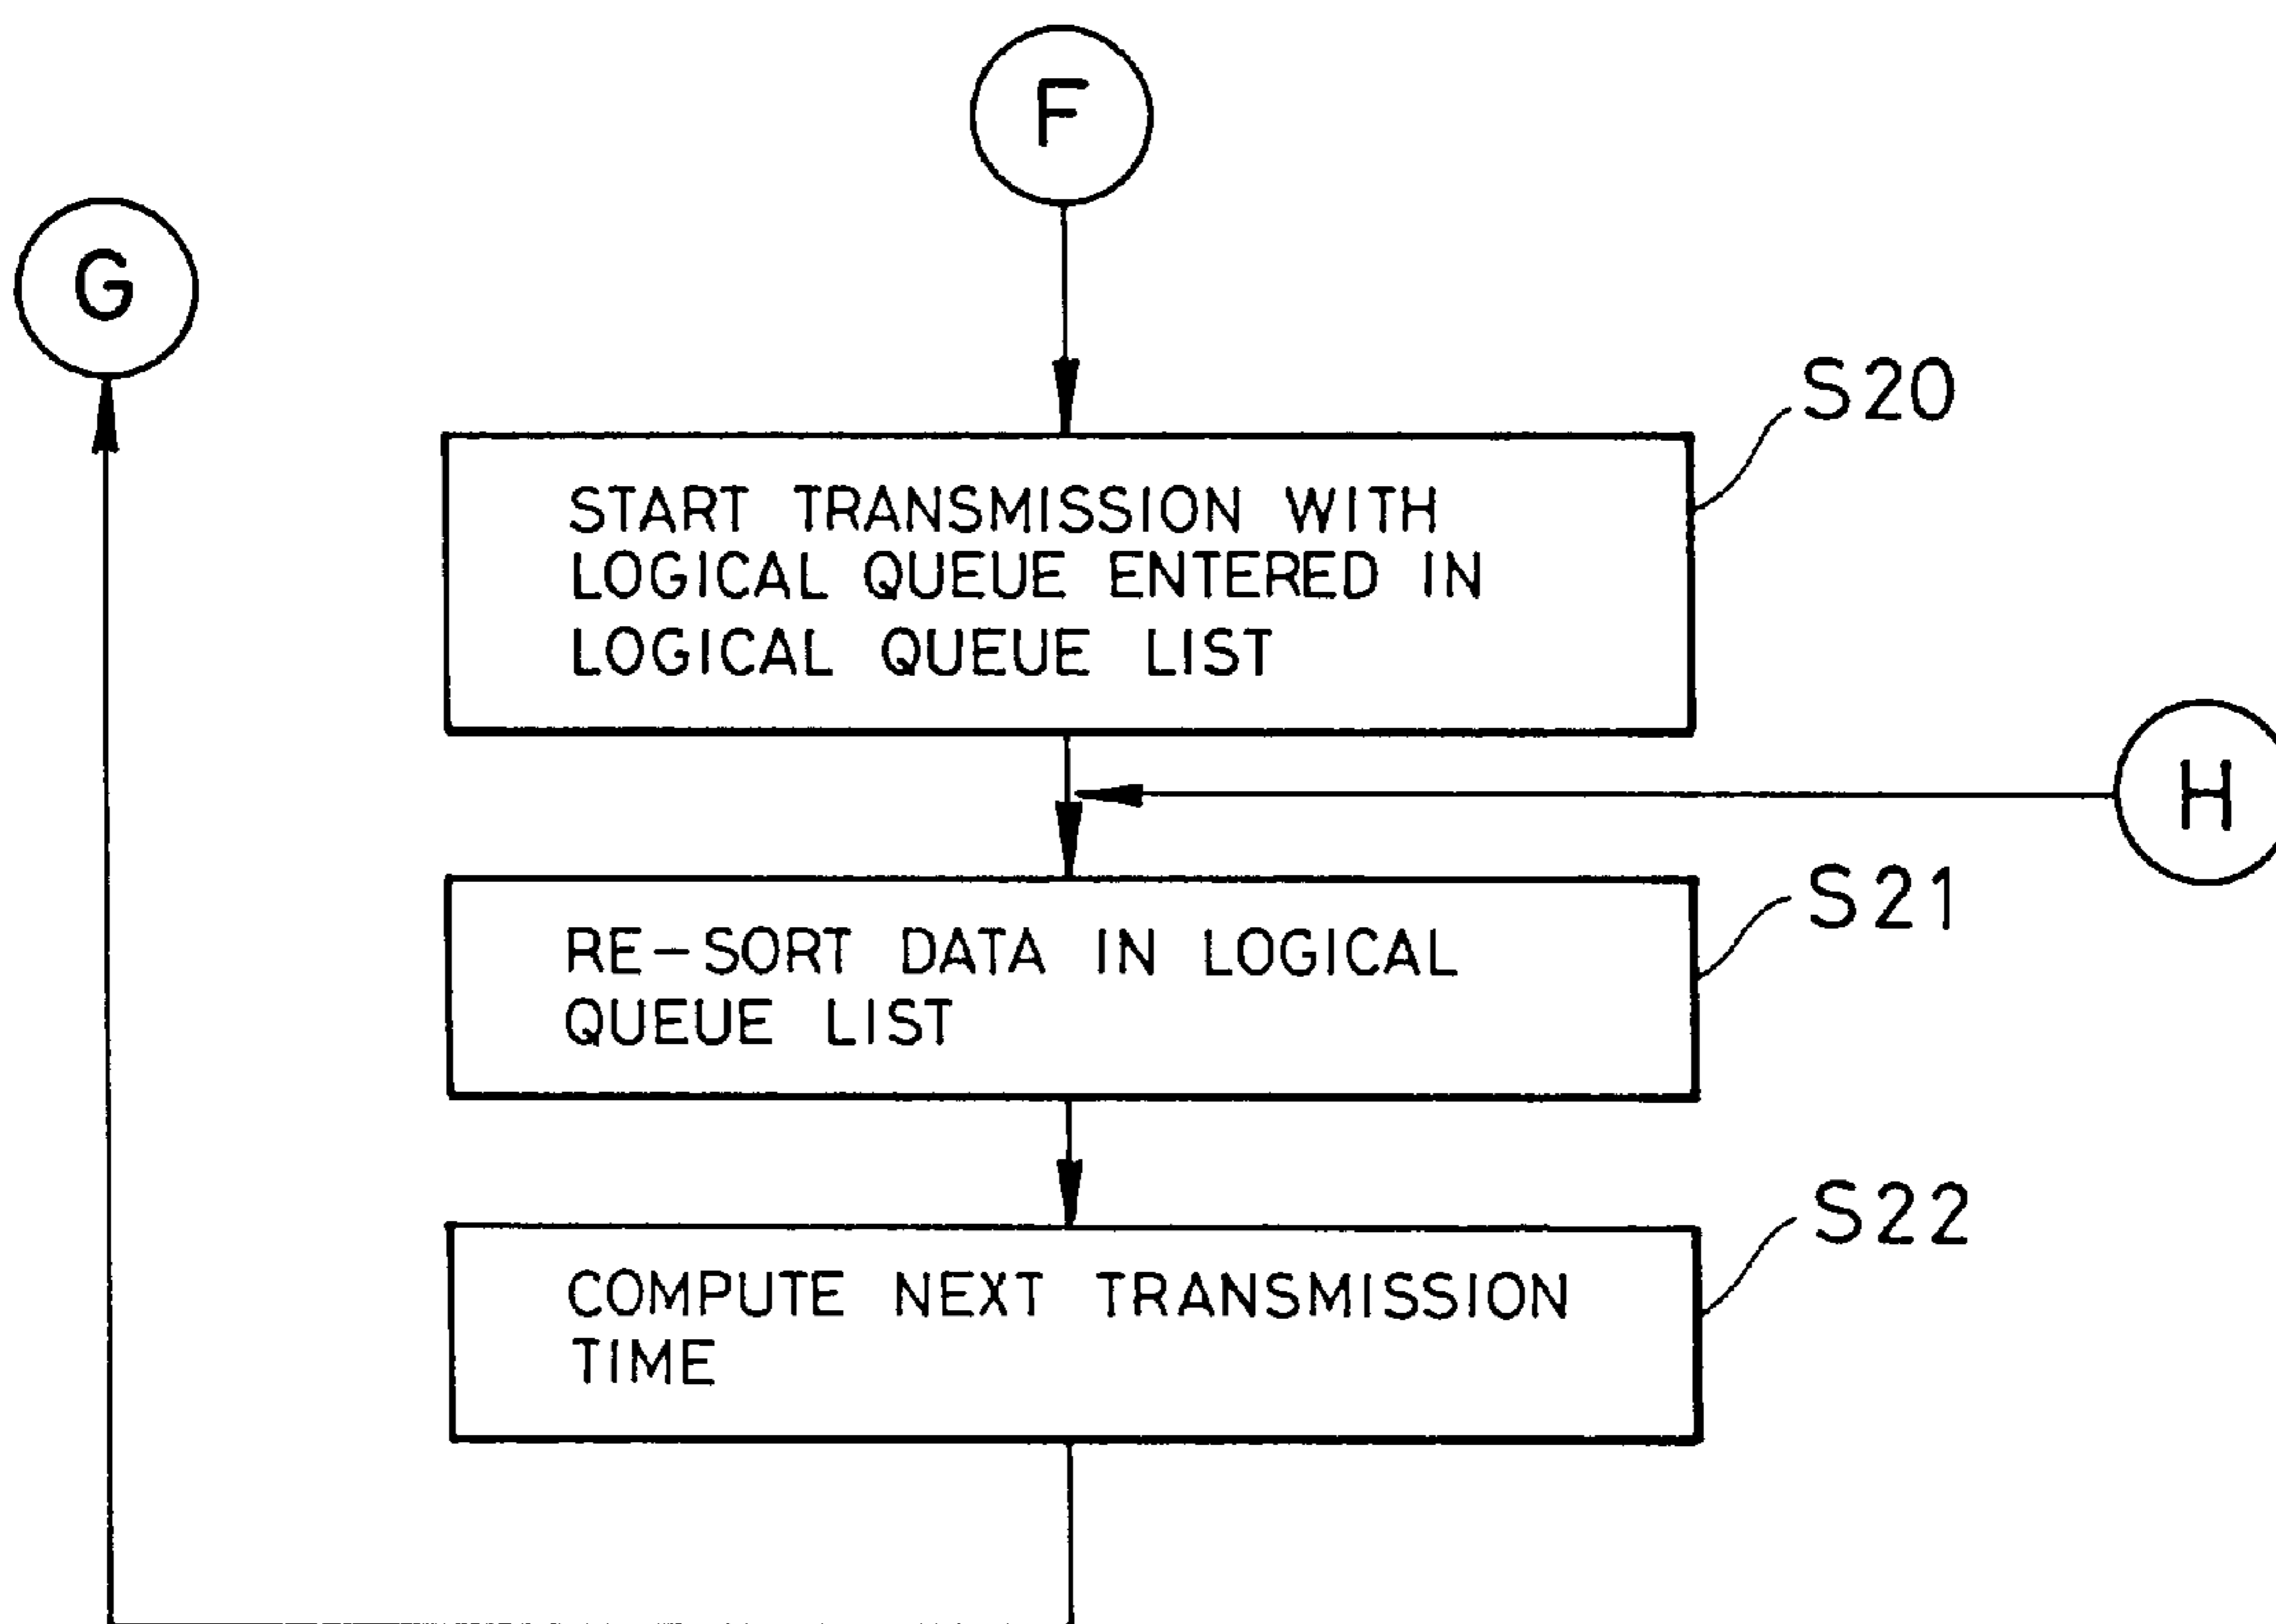 F
G
S20
START TRANSMISSION WITH
LOGICAL QUEUE ENTERED IN
LOGICAL QUEUE LIST
H
S21
RE-SORT DATA IN LOGICAL
QUEUE LIST
S22
COMPUTE NEXT TRANSMISSION
TIME